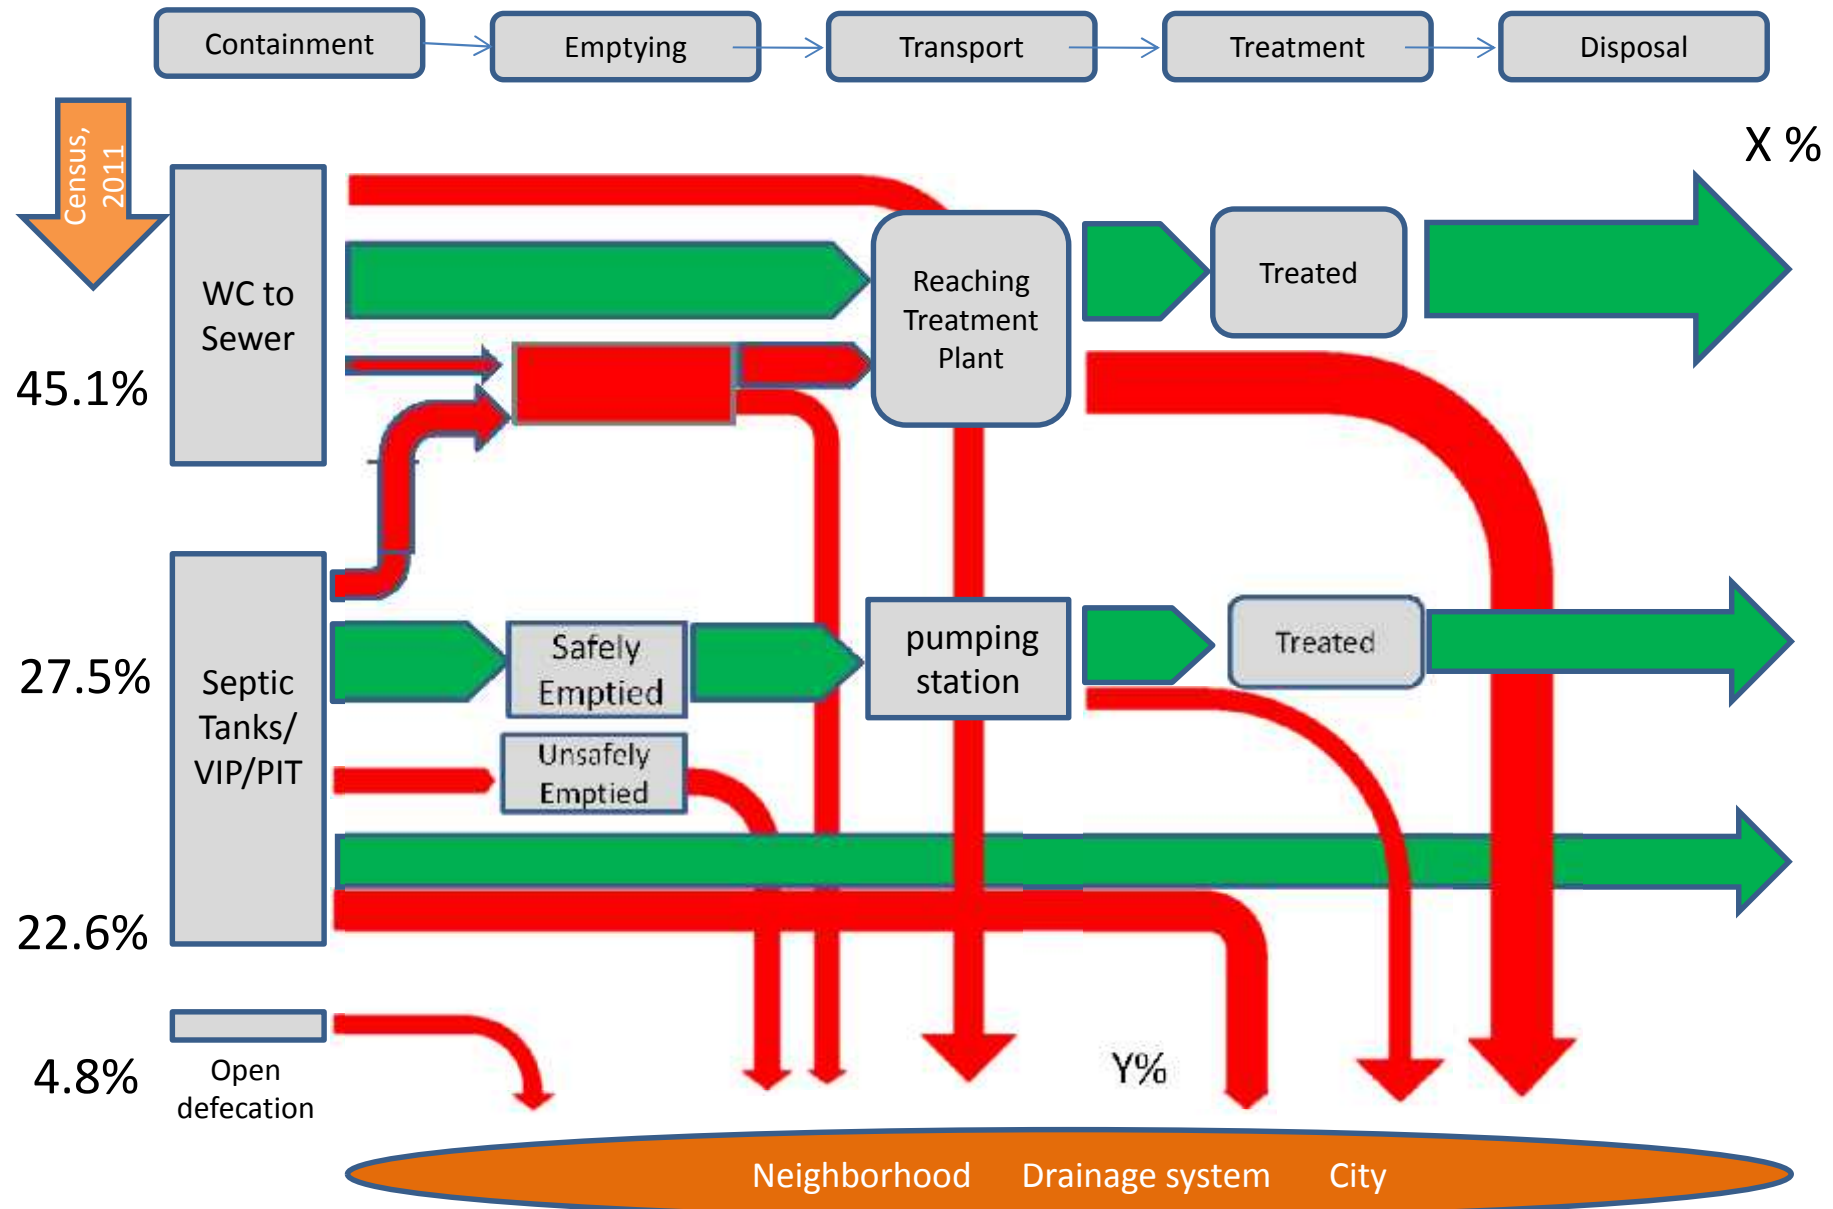 Containment
Emptying
Transport
Treatment
Disposal
Census,
2011
X %
WC to
Sewer
Reaching
Treatment
Plant
Treated
45.1%
Safely
Emptied
pumping
station
Treated
27.5%
Septic
Tanks/
VIP/PIT
Unsafely
Emptied
22.6%
4.8%
Open
defecation
Y%
Neighborhood Drainage system City